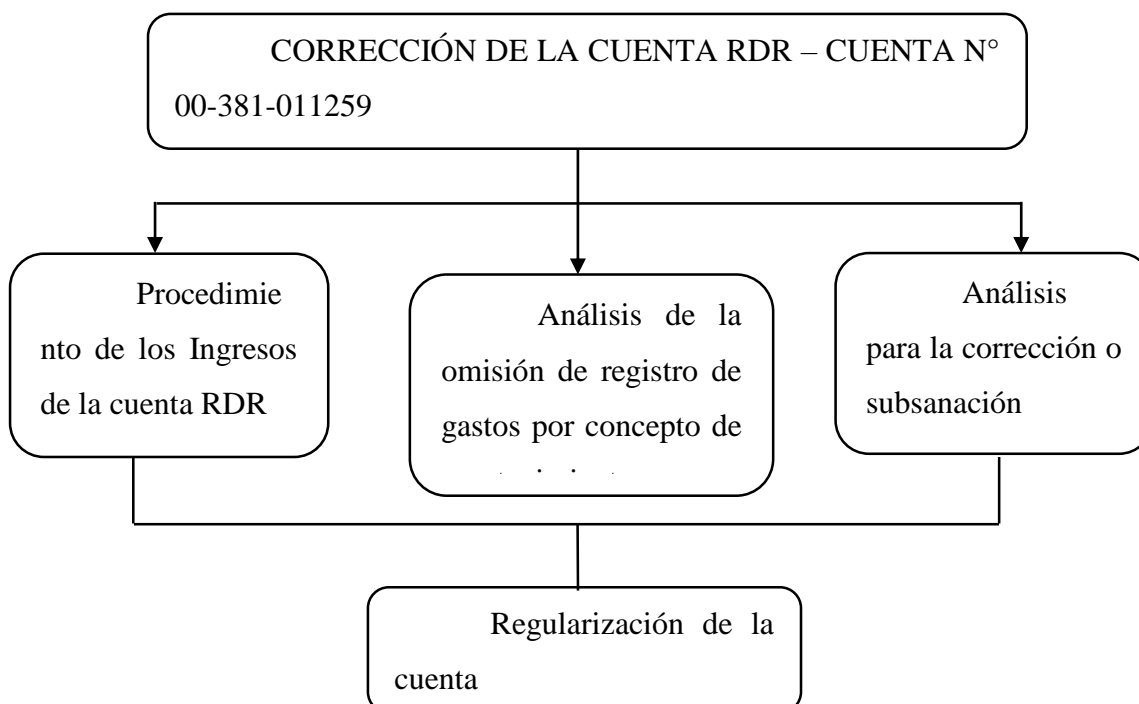 CORRECCIÓN DE LA CUENTA RDR – CUENTA N°
00-381-011259
Procedimie
nto de los Ingresos
de la cuenta RDR
Análisis de la
omisión de registro de
gastos por concepto de
Análisis
para la corrección o
subsanación
Regularización de la
cuenta